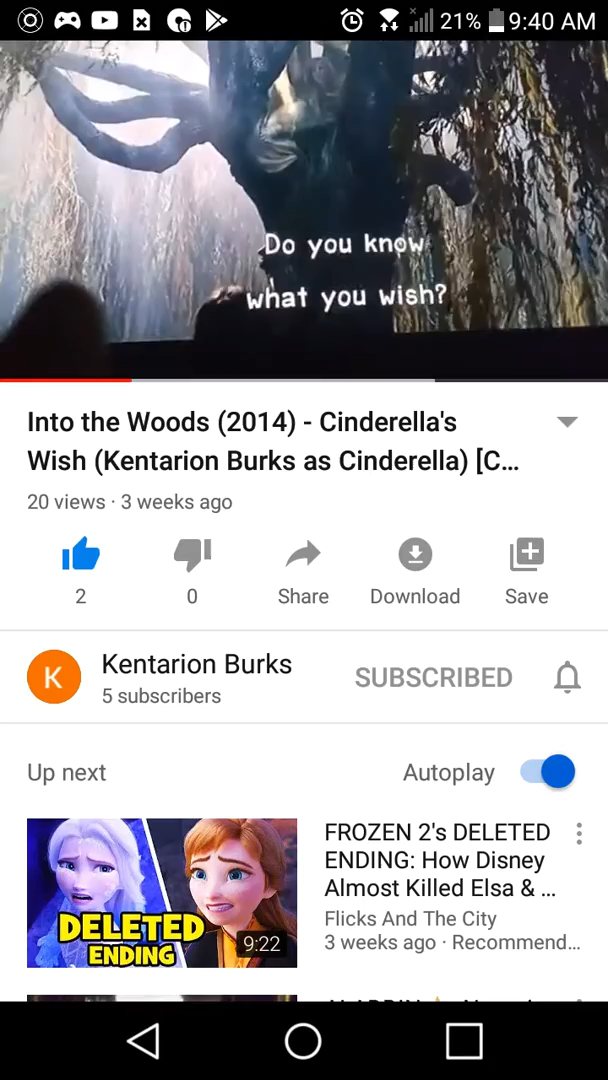 21% 9:40 AM
Do you know
what you wish?
Into the Woods (2014) - Cinderella's
Wish (Kentarion Burks as Cinderella) [C...
20 views · 3 weeks ago
2
0
Share
Download
Save
K
Kentarion Burks
5 subscribers
SUBSCRIBED
Up next
Autoplay
DELETED
ENDING
9:22
FROZEN 2's DELETED
ENDING: How Disney
Almost Killed Elsa & ...
Flicks And The City
3 weeks ago · Recommend...